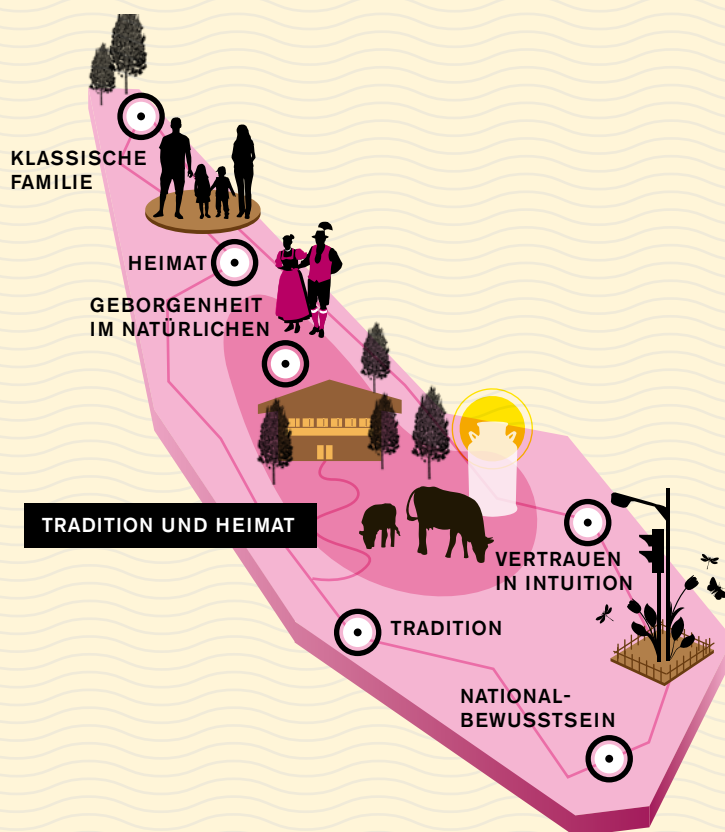 KLASSISCHE
FAMILIE
HEIMAT
GEBORGENHEIT
IM NATÜRLICHEN
TRADITION UND HEIMAT
VERTRAUEN
IN INTUITION
TRADITION
NATIONAL-
BEWUSSTSEIN